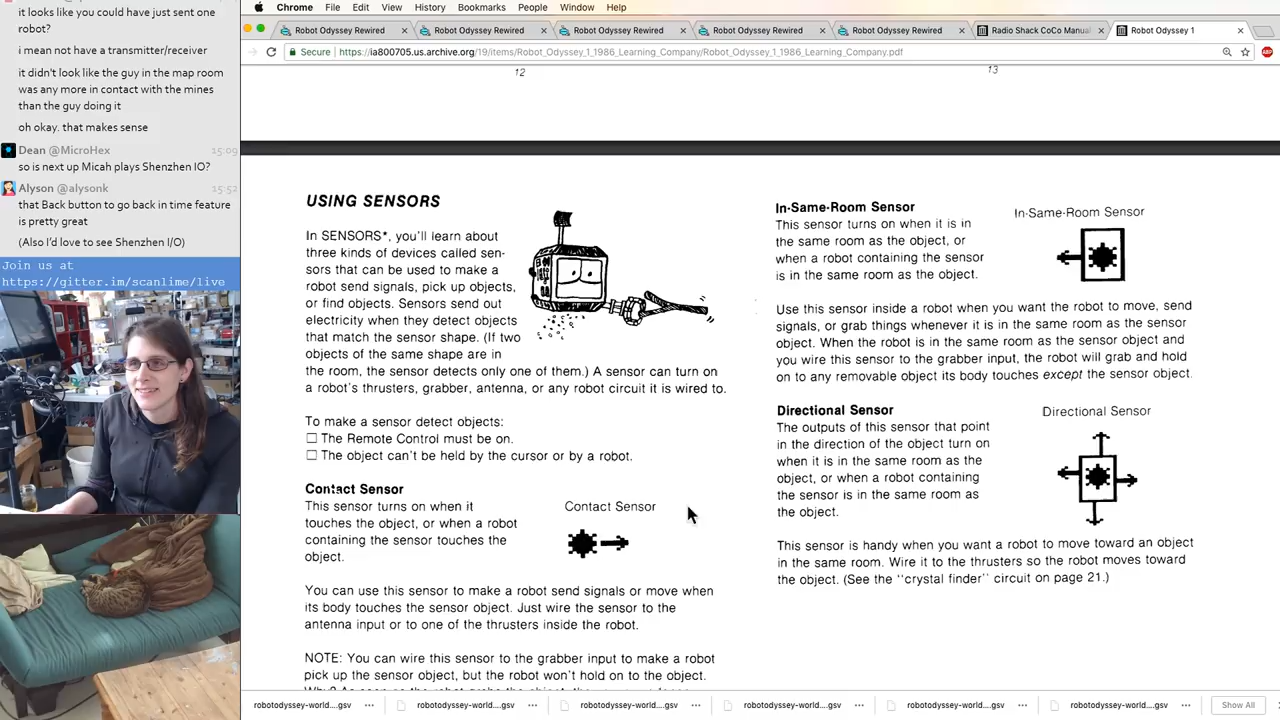 it looks like you could have just sent one
robot?
i mean not have a transmitter/receiver
it didn't look like the guy in the map room
was any more in contact with the mines
than the guy doing it
oh okay. that makes sense
Dean @MicroHex 15:09
so is next up Micah plays Shenzhen IO?
Alyson @alysonk 15:52
that Back button to go back in time feature
is pretty great
(Also I'd love to see Shenzhen I/O)
Join us at
https://gitter.im/scanlime/live
Chrome File Edit View History Bookmarks People Window Help
Robot Odyssey Rewired Robot Odyssey Rewired Robot Odyssey Rewired Robot Odyssey Rewired Robot Odyssey Rewired Radio Shack CoCo Manual Robot Odyssey 1
Secure https://ia800705.us.archive.org/19/items/Robot_Odyssey_1_1986_Learning_Company/Robot_Odyssey_1_1986_Learning_Company.pdf
12 13
USING SENSORS
In SENSORS*, you'll learn about
three kinds of devices called sen-
sors that can be used to make a
robot send signals, pick up objects,
or find objects. Sensors send out
electricity when they detect objects
that match the sensor shape. (If two
objects of the same shape are in
the room, the sensor detects only one of them.) A sensor can turn on
a robot's thrusters, grabber, antenna, or any robot circuit it is wired to.
To make a sensor detect objects:
☐ The Remote Control must be on.
☐ The object can't be held by the cursor or by a robot.
Contact Sensor
This sensor turns on when it
touches the object, or when a robot
containing the sensor touches the
object.
Contact Sensor
You can use this sensor to make a robot send signals or move when
its body touches the sensor object. Just wire the sensor to the
antenna input or to one of the thrusters inside the robot.
NOTE: You can wire this sensor to the grabber input to make a robot
pick up the sensor object, but the robot won't hold on to the object.
In-Same-Room Sensor
This sensor turns on when it is in
the same room as the object, or
when a robot containing the sensor
is in the same room as the object.
In-Same-Room Sensor
Use this sensor inside a robot when you want the robot to move, send
signals, or grab things whenever it is in the same room as the sensor
object. When the robot is in the same room as the sensor object and
you wire this sensor to the grabber input, the robot will grab and hold
on to any removable object its body touches except the sensor object.
Directional Sensor
The outputs of this sensor that point
in the direction of the object turn on
when it is in the same room as the
object, or when a robot containing
the sensor is in the same room as
the object.
Directional Sensor
This sensor is handy when you want a robot to move toward an object
in the same room. Wire it to the thrusters so the robot moves toward
the object. (See the "crystal finder" circuit on page 21.)
robotodyssey-world....gsv robotodyssey-world....gsv robotodyssey-world....gsv robotodyssey-world....gsv robotodyssey-world....gsv robotodyssey-world....gsv Show All